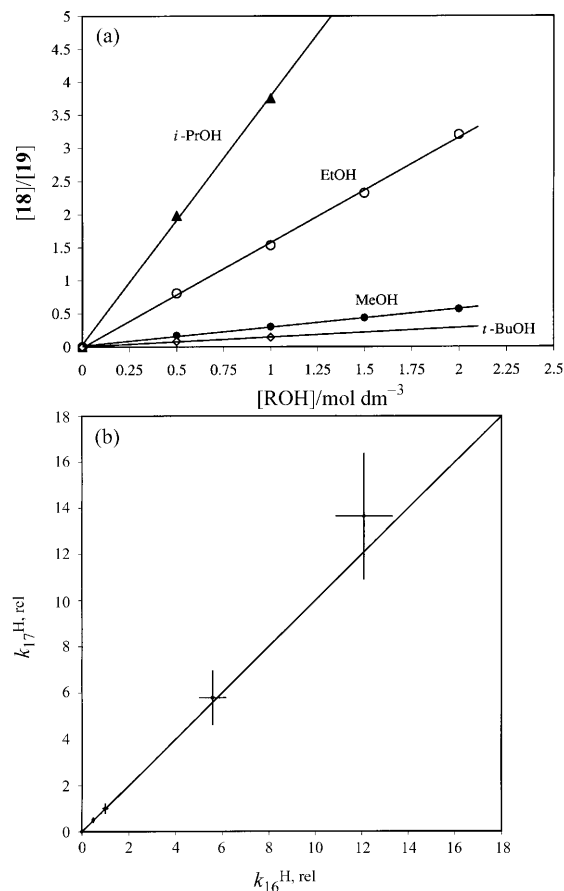 (a)
5
4.5
4
3.5
3
2.5
2
1.5
1
0.5
0
[18]/[19]
i-PrOH
EtOH
MeOH
t-BuOH
0 0.25 0.5 0.75 1 1.25 1.5 1.75 2 2.25 2.5
[ROH]/mol dm⁻³
(b)
18
16
14
12
10
8
6
4
2
0
k₁₇ᴴ, ʳᵉˡ
0 2 4 6 8 10 12 14 16 18
k₁₆ᴴ, ʳᵉˡ